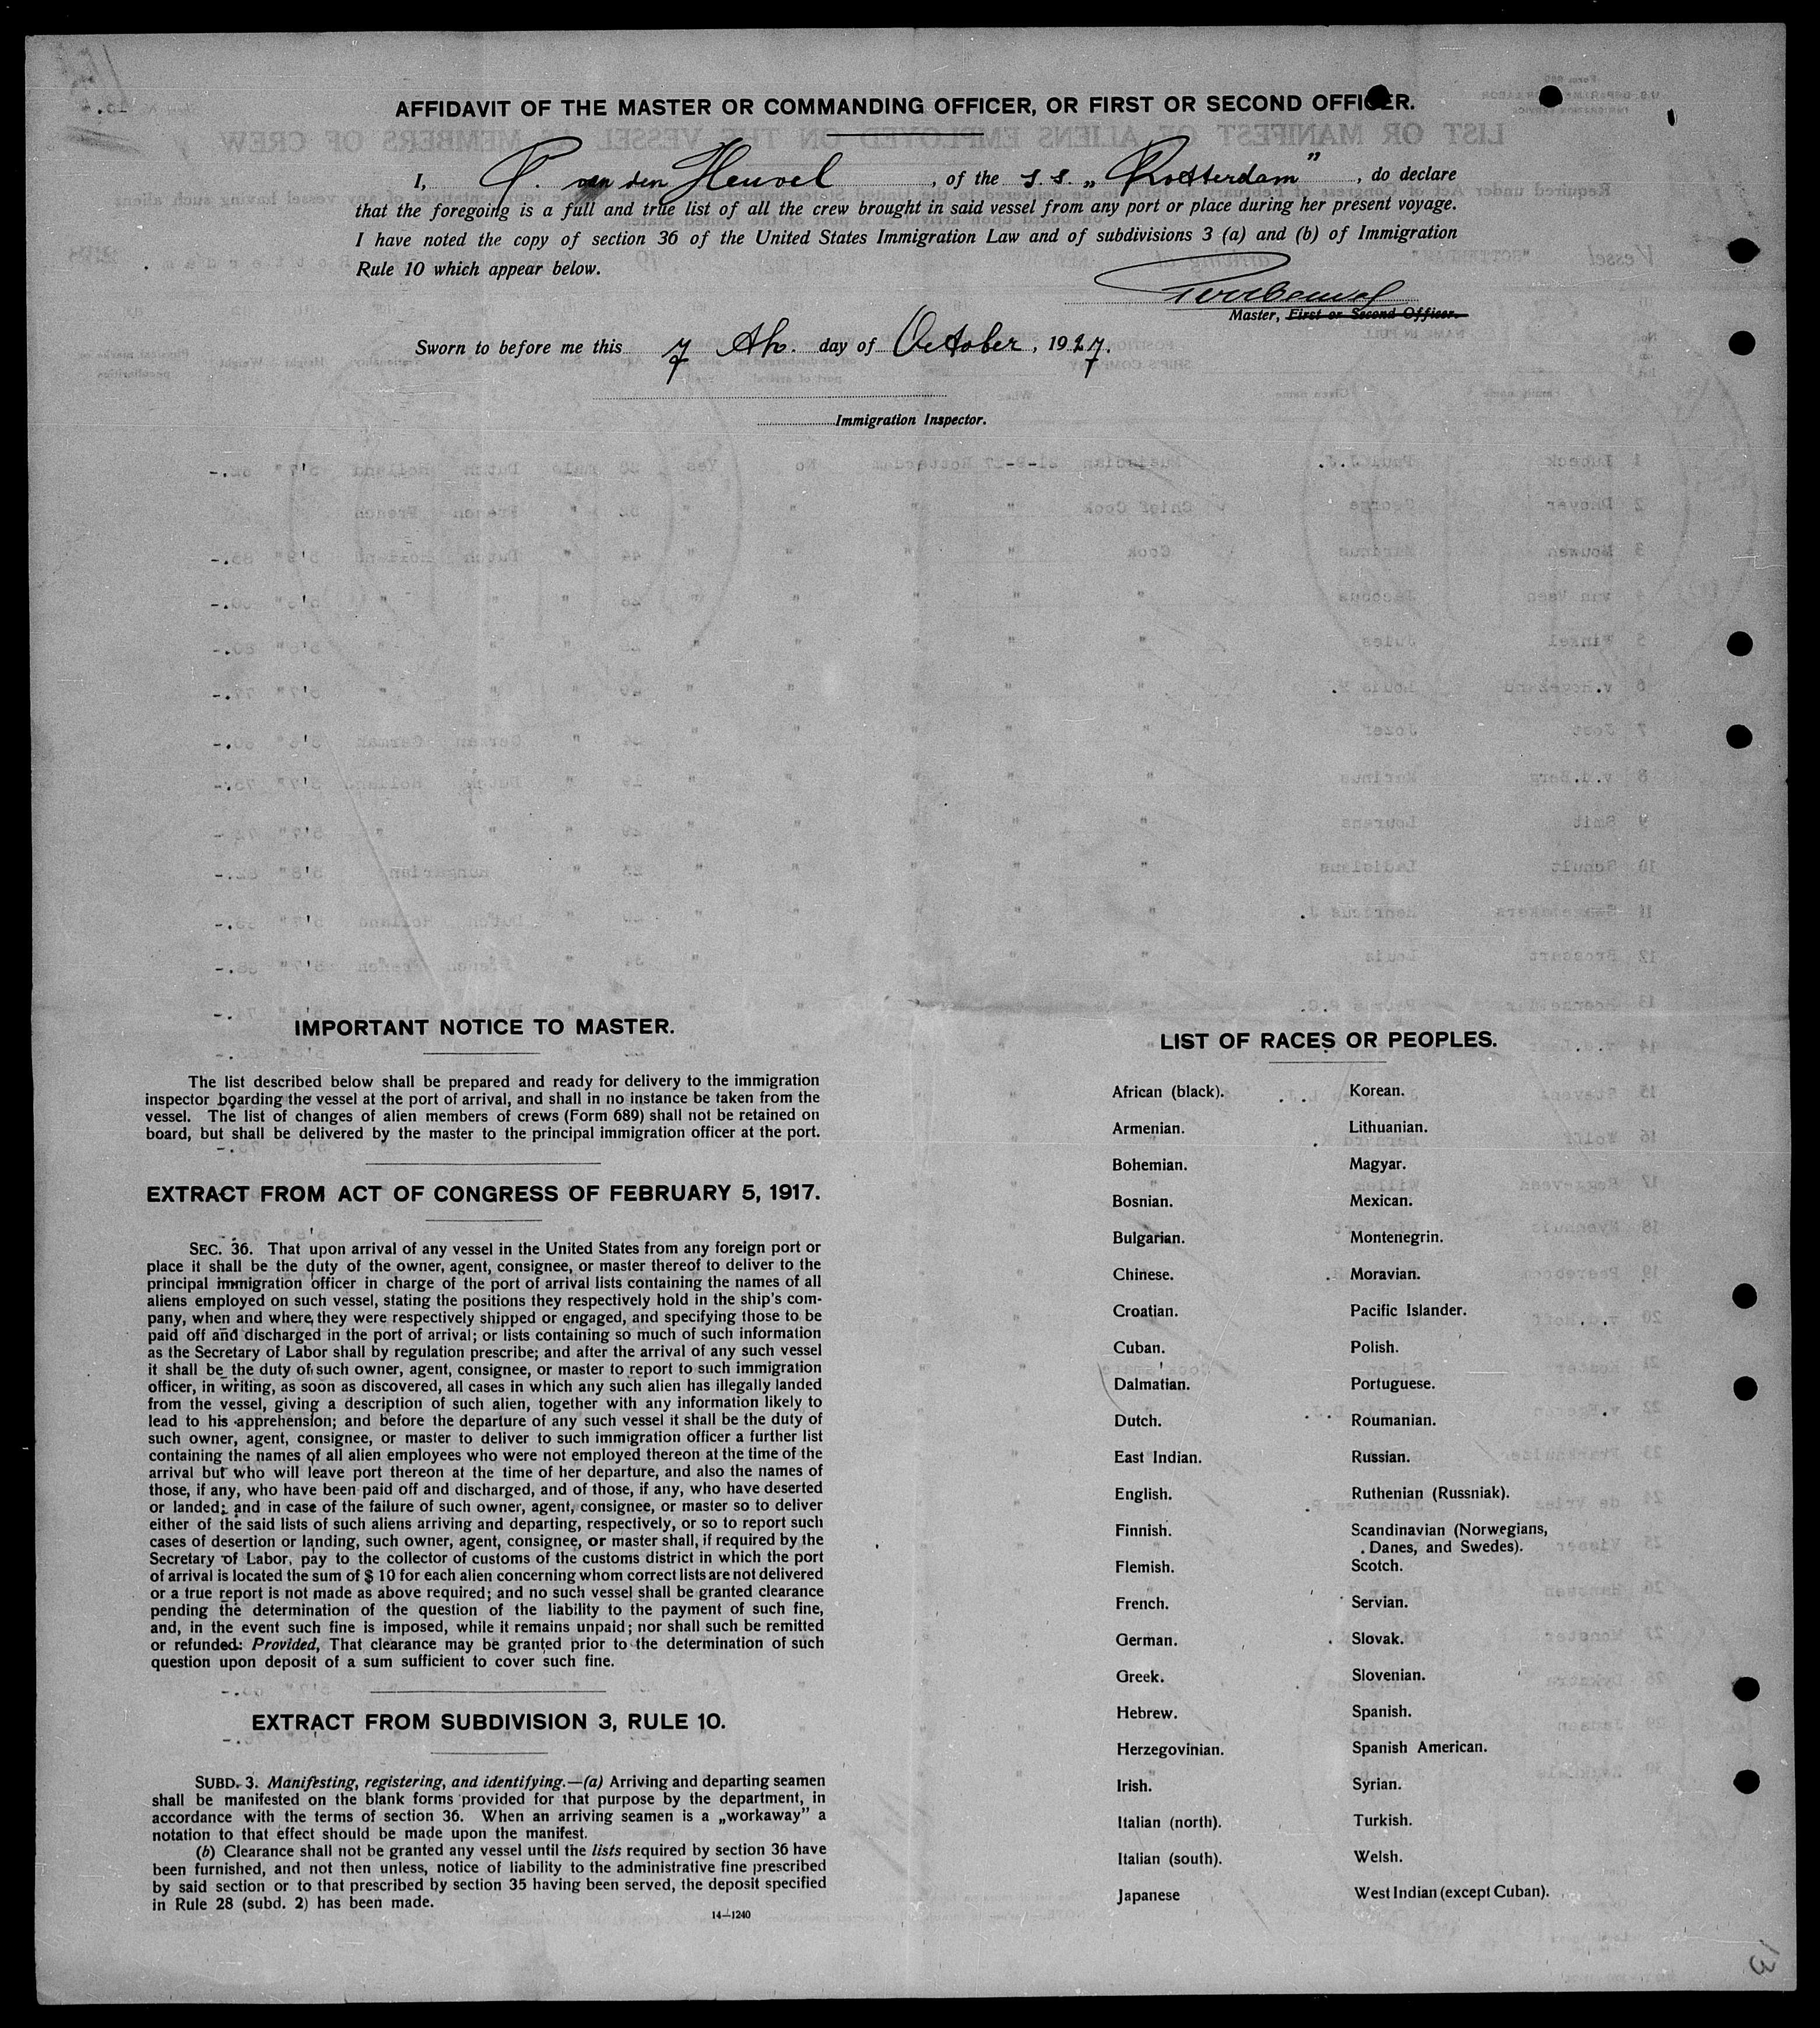 AFFIDAVIT OF THE MASTER OR COMMANDING OFFICER, OR FIRST OR SECOND OFFICER.
I, P. van den Heuvel, of the S.S. „Rotterdam”, do declare
that the foregoing is a full and true list of all the crew brought in said vessel from any port or place during her present voyage.
I have noted the copy of section 36 of the United States Immigration Law and of subdivisions 3 (a) and (b) of Immigration
Rule 10 which appear below.
Master, First or Second Officer.
Sworn to before me this 7 th. day of October, 1927.
Immigration Inspector.
IMPORTANT NOTICE TO MASTER.
The list described below shall be prepared and ready for delivery to the immigration
inspector boarding the vessel at the port of arrival, and shall in no instance be taken from the
vessel. The list of changes of alien members of crews (Form 689) shall not be retained on
board, but shall be delivered by the master to the principal immigration officer at the port.
EXTRACT FROM ACT OF CONGRESS OF FEBRUARY 5, 1917.
SEC. 36. That upon arrival of any vessel in the United States from any foreign port or
place it shall be the duty of the owner, agent, consignee, or master thereof to deliver to the
principal immigration officer in charge of the port of arrival lists containing the names of all
aliens employed on such vessel, stating the positions they respectively hold in the ship's com-
pany, when and where, they were respectively shipped or engaged, and specifying those to be
paid off and discharged in the port of arrival; or lists containing so much of such information
as the Secretary of Labor shall by regulation prescribe; and after the arrival of any such vessel
it shall be the duty of such owner, agent, consignee, or master to report to such immigration
officer, in writing, as soon as discovered, all cases in which any such alien has illegally landed
from the vessel, giving a description of such alien, together with any information likely to
lead to his apprehension; and before the departure of any such vessel it shall be the duty of
such owner, agent, consignee, or master to deliver to such immigration officer a further list
containing the names of all alien employees who were not employed thereon at the time of the
arrival but who will leave port thereon at the time of her departure, and also the names of
those, if any, who have been paid off and discharged, and of those, if any, who have deserted
or landed; and in case of the failure of such owner, agent, consignee, or master so to deliver
either of the said lists of such aliens arriving and departing, respectively, or so to report such
cases of desertion or landing, such owner, agent, consignee, or master shall, if required by the
Secretary of Labor, pay to the collector of customs of the customs district in which the port
of arrival is located the sum of $ 10 for each alien concerning whom correct lists are not delivered
or a true report is not made as above required; and no such vessel shall be granted clearance
pending the determination of the question of the liability to the payment of such fine,
and, in the event such fine is imposed, while it remains unpaid; nor shall such be remitted
or refunded: Provided, That clearance may be granted prior to the determination of such
question upon deposit of a sum sufficient to cover such fine.
EXTRACT FROM SUBDIVISION 3, RULE 10.
SUBD. 3. Manifesting, registering, and identifying.—(a) Arriving and departing seamen
shall be manifested on the blank forms provided for that purpose by the department, in
accordance with the terms of section 36. When an arriving seamen is a „workaway” a
notation to that effect should be made upon the manifest.
(b) Clearance shall not be granted any vessel until the lists required by section 36 have
been furnished, and not then unless, notice of liability to the administrative fine prescribed
by said section or to that prescribed by section 35 having been served, the deposit specified
in Rule 28 (subd. 2) has been made.
14—1240
LIST OF RACES OR PEOPLES.
African (black).
Armenian.
Bohemian.
Bosnian.
Bulgarian.
Chinese.
Croatian.
Cuban.
Dalmatian.
Dutch.
East Indian.
English.
Finnish.
Flemish.
French.
German.
Greek.
Hebrew.
Herzegovinian.
Irish.
Italian (north).
Italian (south).
Japanese
Korean.
Lithuanian.
Magyar.
Mexican.
Montenegrin.
Moravian.
Pacific Islander.
Polish.
Portuguese.
Roumanian.
Russian.
Ruthenian (Russniak).
Scandinavian (Norwegians,
Danes, and Swedes).
Scotch.
Servian.
Slovak.
Slovenian.
Spanish.
Spanish American.
Syrian.
Turkish.
Welsh.
West Indian (except Cuban).
13